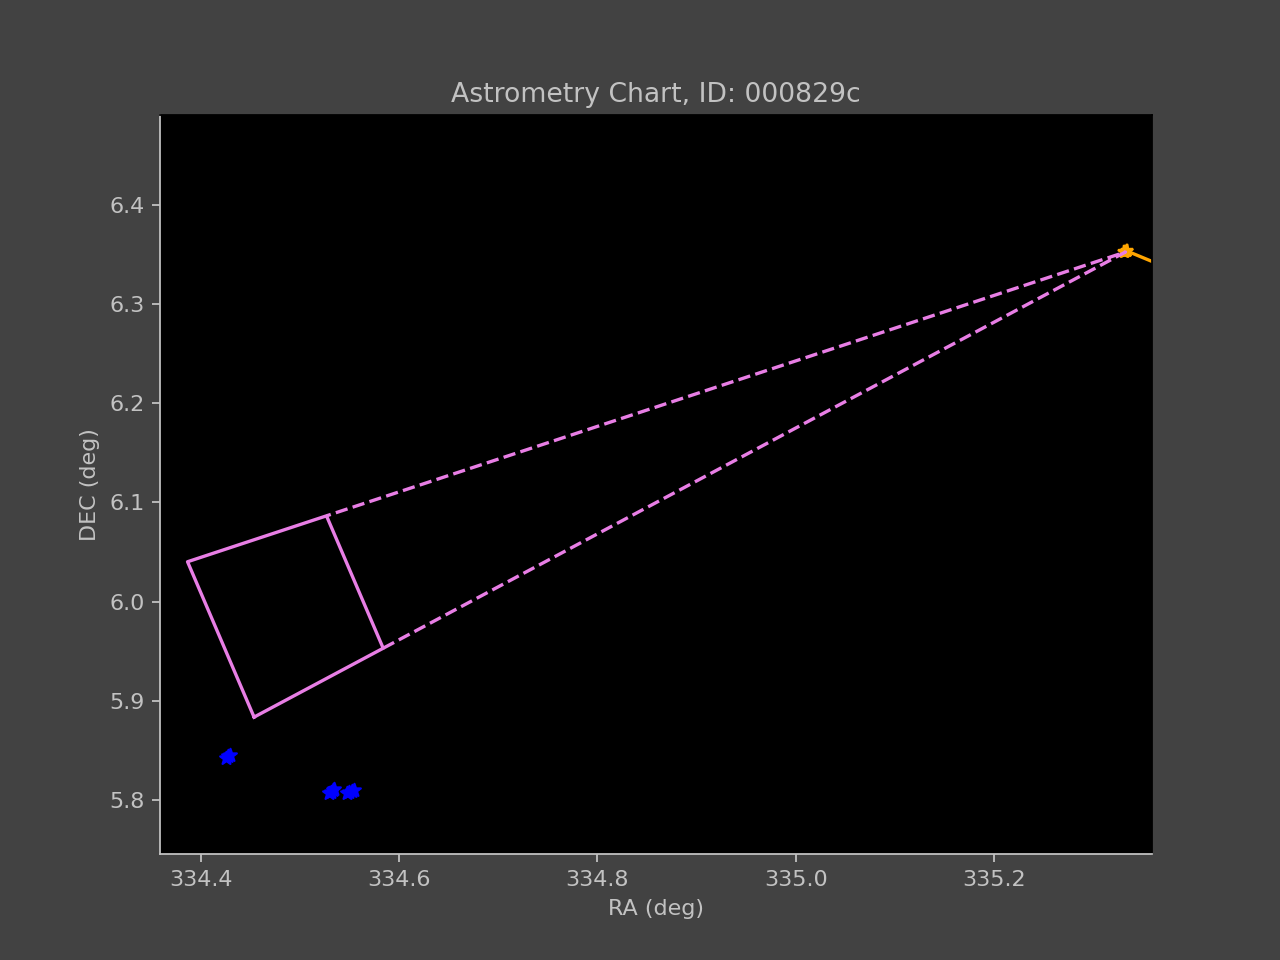 Astrometry Chart, ID: 000829c
6.4
6.3
6.2
6.1
6.0
5.9
5.8
DEC (deg)
334.4 334.6 334.8 335.0 335.2
RA (deg)